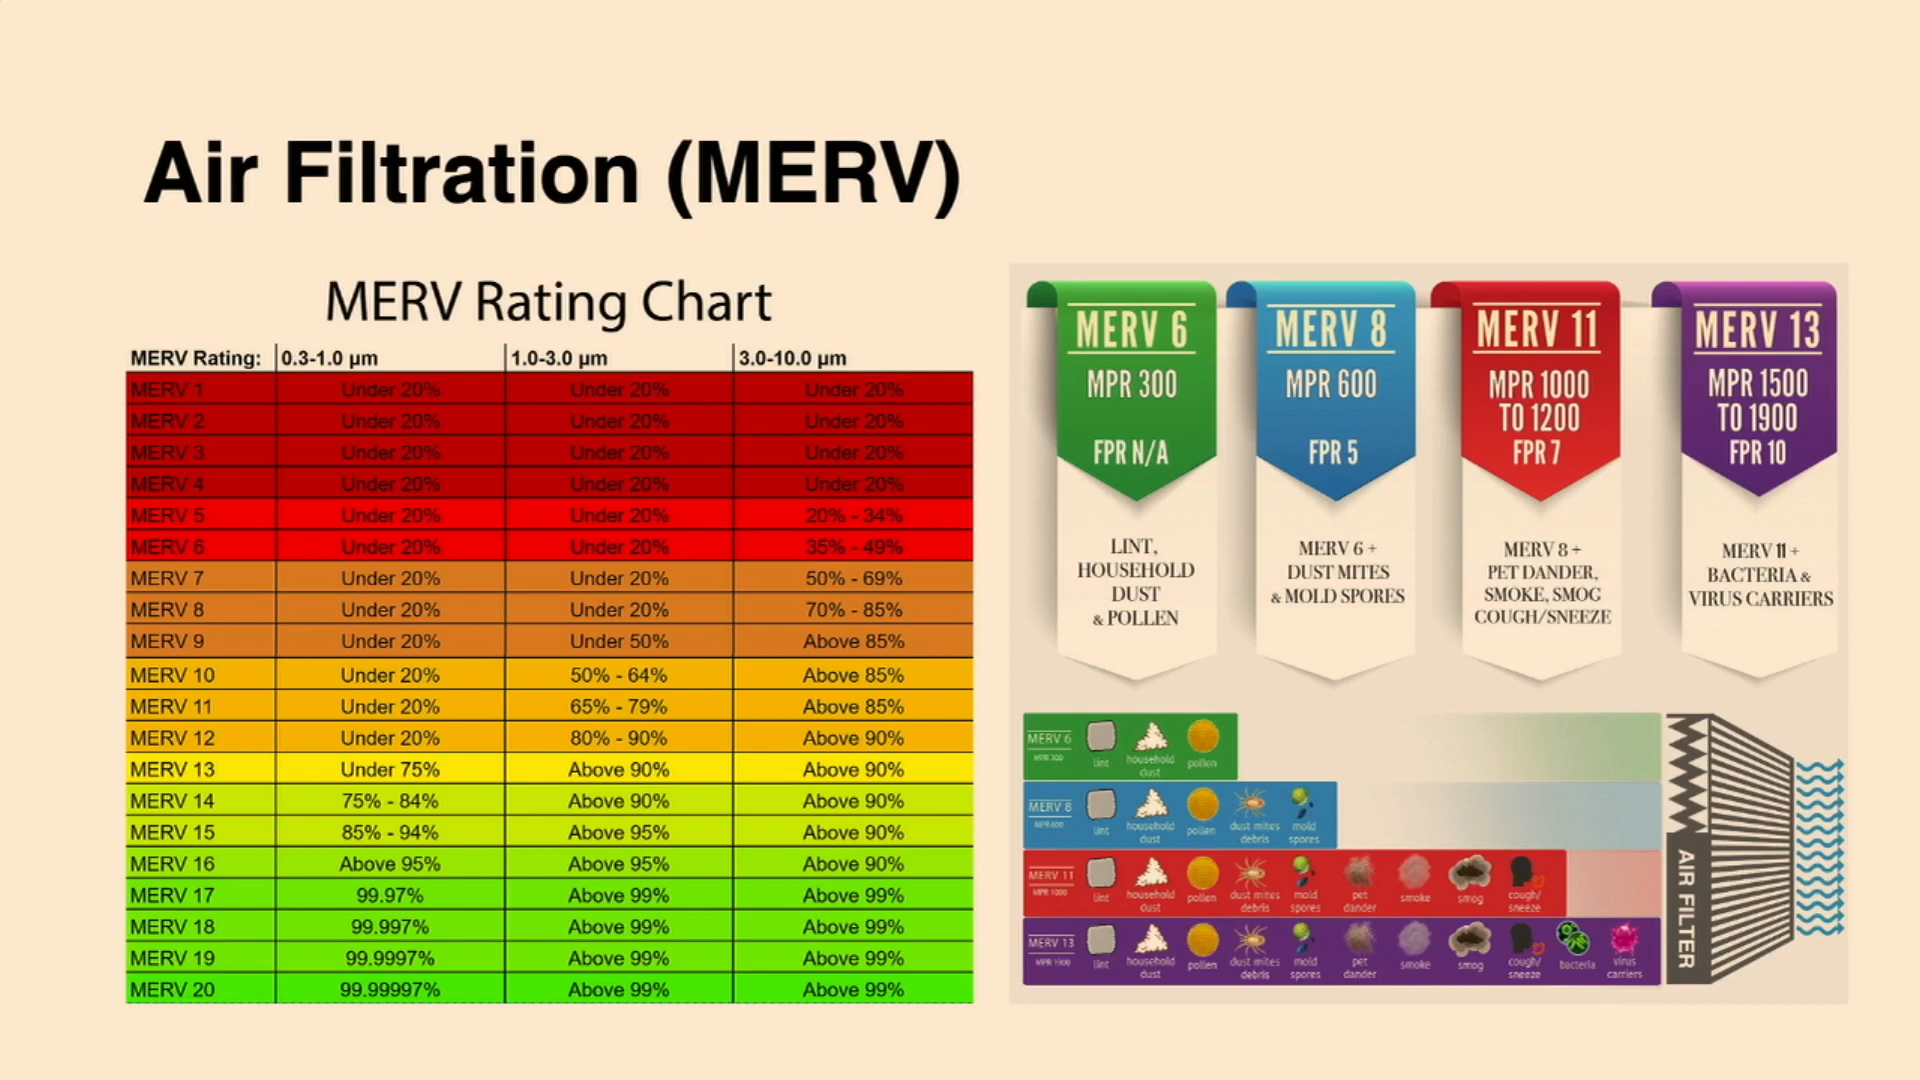 Air Filtration (MERV)
MERV Rating Chart
MERV Rating: 0.3-1.0 µm 1.0-3.0 µm 3.0-10.0 µm
MERV 1 Under 20% Under 20% Under 20%
MERV 2 Under 20% Under 20% Under 20%
MERV 3 Under 20% Under 20% Under 20%
MERV 4 Under 20% Under 20% Under 20%
MERV 5 Under 20% Under 20% 20% - 34%
MERV 6 Under 20% Under 20% 35% - 49%
MERV 7 Under 20% Under 20% 50% - 69%
MERV 8 Under 20% Under 20% 70% - 85%
MERV 9 Under 20% Under 50% Above 85%
MERV 10 Under 20% 50% - 64% Above 85%
MERV 11 Under 20% 65% - 79% Above 85%
MERV 12 Under 20% 80% - 90% Above 90%
MERV 13 Under 75% Above 90% Above 90%
MERV 14 75% - 84% Above 90% Above 90%
MERV 15 85% - 94% Above 95% Above 90%
MERV 16 Above 95% Above 95% Above 90%
MERV 17 99.97% Above 99% Above 99%
MERV 18 99.997% Above 99% Above 99%
MERV 19 99.9997% Above 99% Above 99%
MERV 20 99.99997% Above 99% Above 99%
MERV 6
MPR 300
FPR N/A
LINT,
HOUSEHOLD
DUST
& POLLEN
MERV 8
MPR 600
FPR 5
MERV 6 +
DUST MITES
& MOLD SPORES
MERV 11
MPR 1000
TO 1200
FPR 7
MERV 8 +
PET DANDER,
SMOKE, SMOG
COUGH/SNEEZE
MERV 13
MPR 1500
TO 1900
FPR 10
MERV 11 +
BACTERIA &
VIRUS CARRIERS
MERV 6
MPR 300
lint
household
dust
pollen
MERV 8
MPR 600
lint
household
dust
pollen
dust mites
debris
mold
spores
MERV 11
MPR 1000
lint
household
dust
pollen
dust mites
debris
mold
spores
pet
dander
smoke
smog
cough/
sneeze
MERV 13
MPR 1900
lint
household
dust
pollen
dust mites
debris
mold
spores
pet
dander
smoke
smog
cough/
sneeze
bacteria
virus
carriers
AIR FILTER